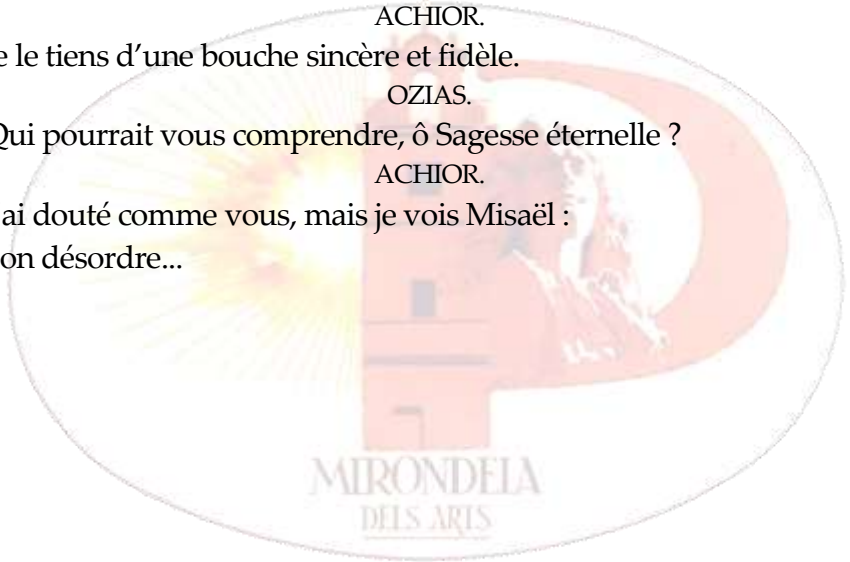 ACHIOR.
e le tiens d’une bouche sincère et fidèle.
OZIAS.
Qui pourrait vous comprendre, ô Sagesse éternelle ?
ACHIOR.
ai douté comme vous, mais je vois Misaël :
on désordre...
MIRONDELA
DELS ARTS